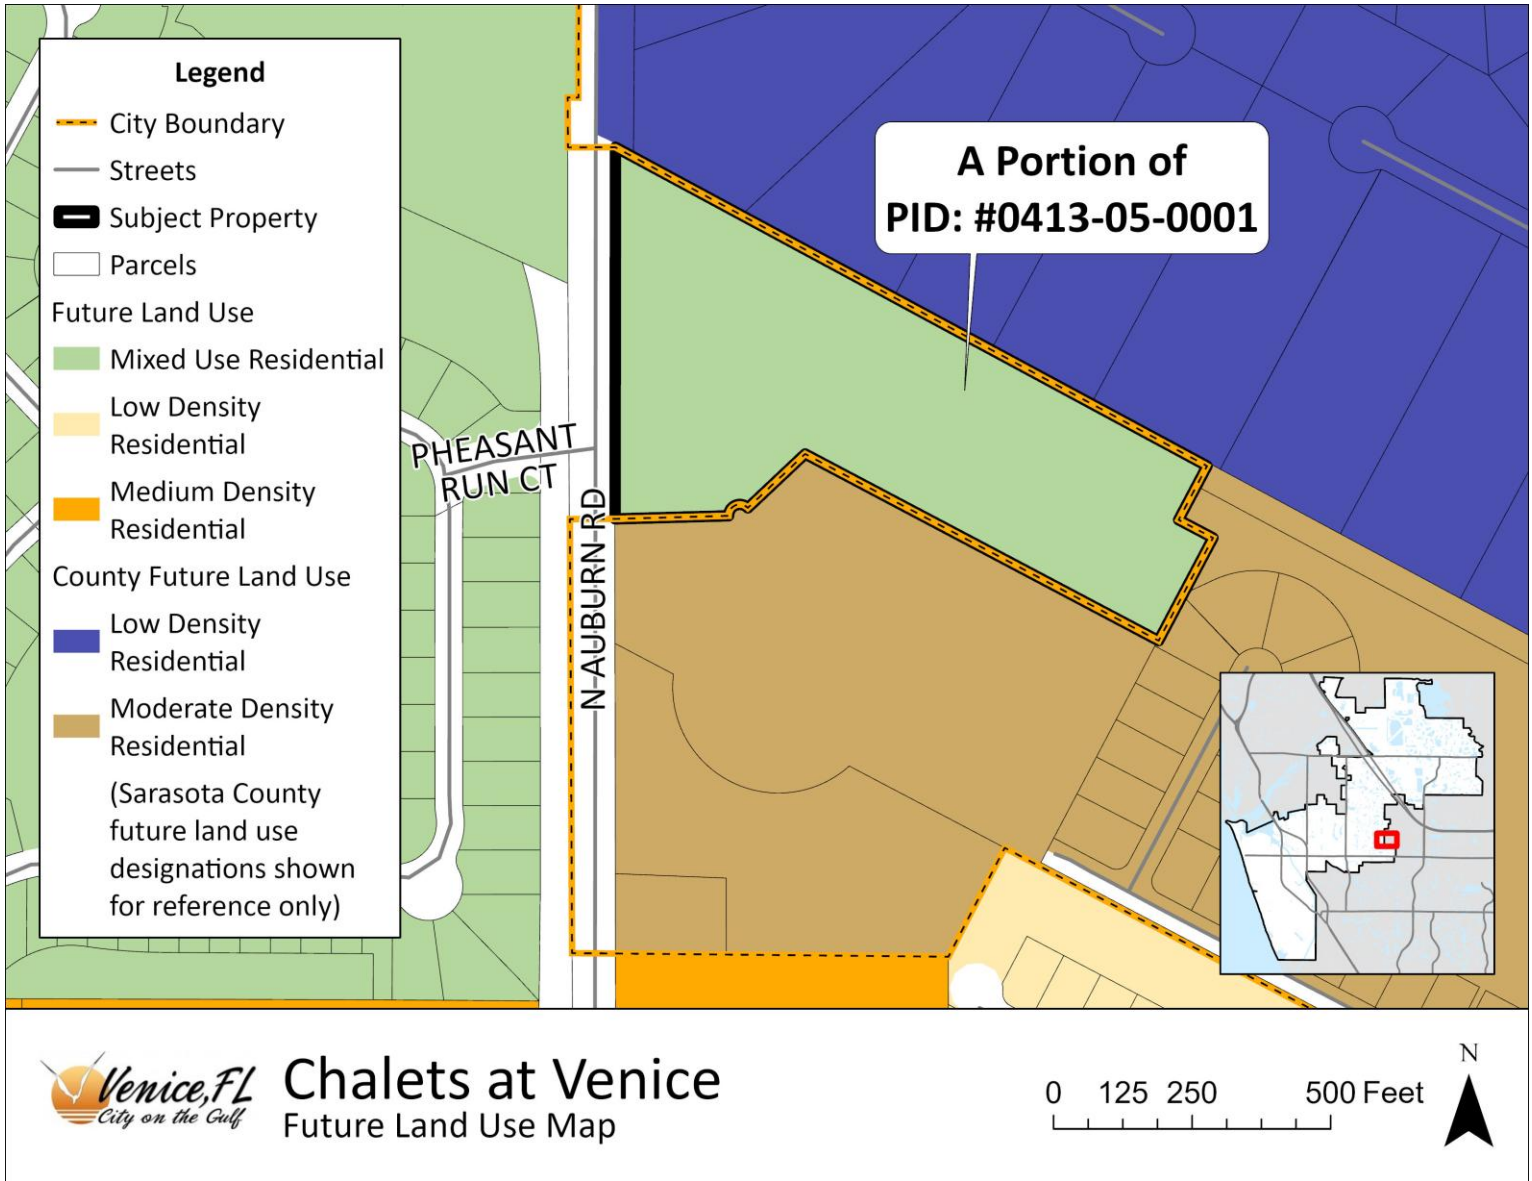 Legend
City Boundary
Streets
Subject Property
Parcels
Future Land Use
Mixed Use Residential
Low Density
Residential
Medium Density
Residential
County Future Land Use
Low Density
Residential
Moderate Density
Residential
(Sarasota County
future land use
designations shown
for reference only)
A Portion of
PID: #0413-05-0001
PHEASANT
RUN CT
N AUBURN RD
Venice, FL
City on the Gulf
Chalets at Venice
Future Land Use Map
0 125 250 500 Feet
N